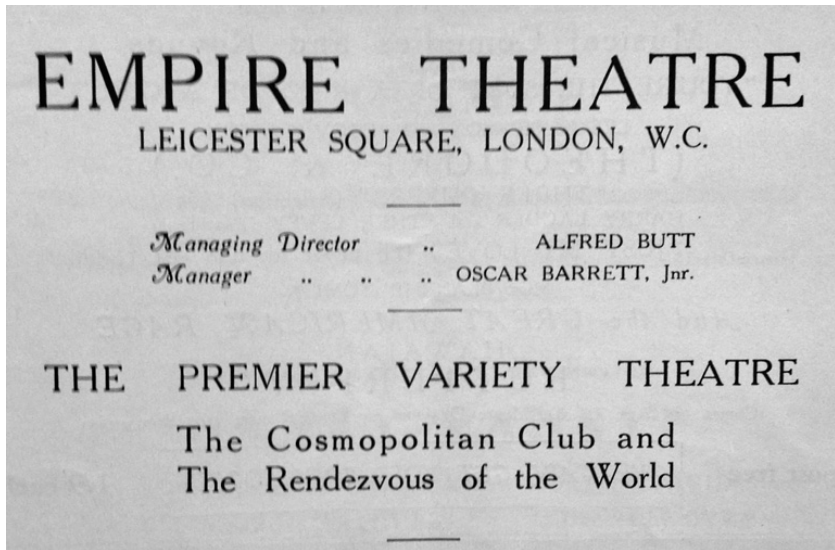 EMPIRE THEATRE
LEICESTER SQUARE, LONDON, W.C.
Managing Director .. ALFRED BUTT
Manager .. .. .. OSCAR BARRETT, Jnr.
THE PREMIER VARIETY THEATRE
The Cosmopolitan Club and
The Rendezvous of the World